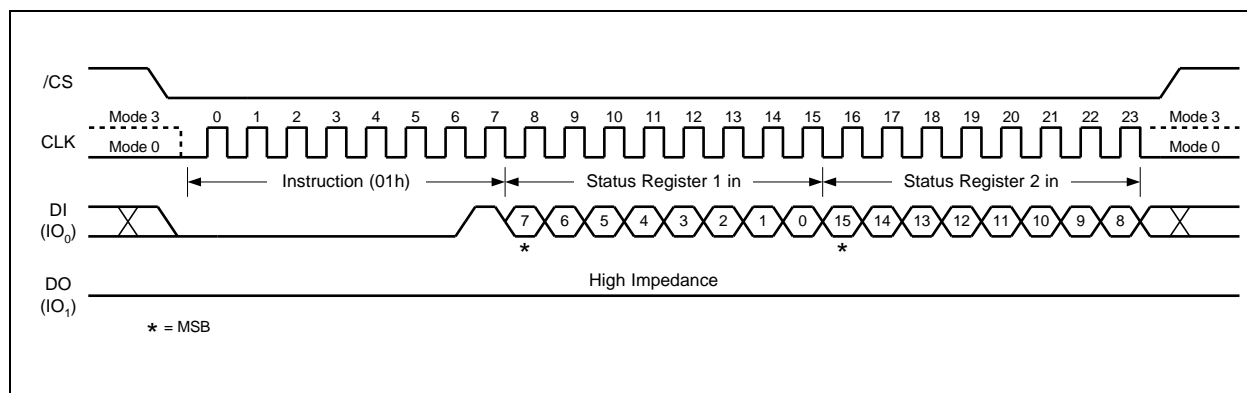 /CS
Mode 3 0 1 2 3 4 5 6 7 8 9 10 11 12 13 14 15 16 17 18 19 20 21 22 23 Mode 3
CLK
Mode 0 Mode 0
Instruction (01h) Status Register 1 in Status Register 2 in
DI
(IO0) 7 6 5 4 3 2 1 0 15 14 13 12 11 10 9 8
* *
DO High Impedance
(IO1)
* = MSB